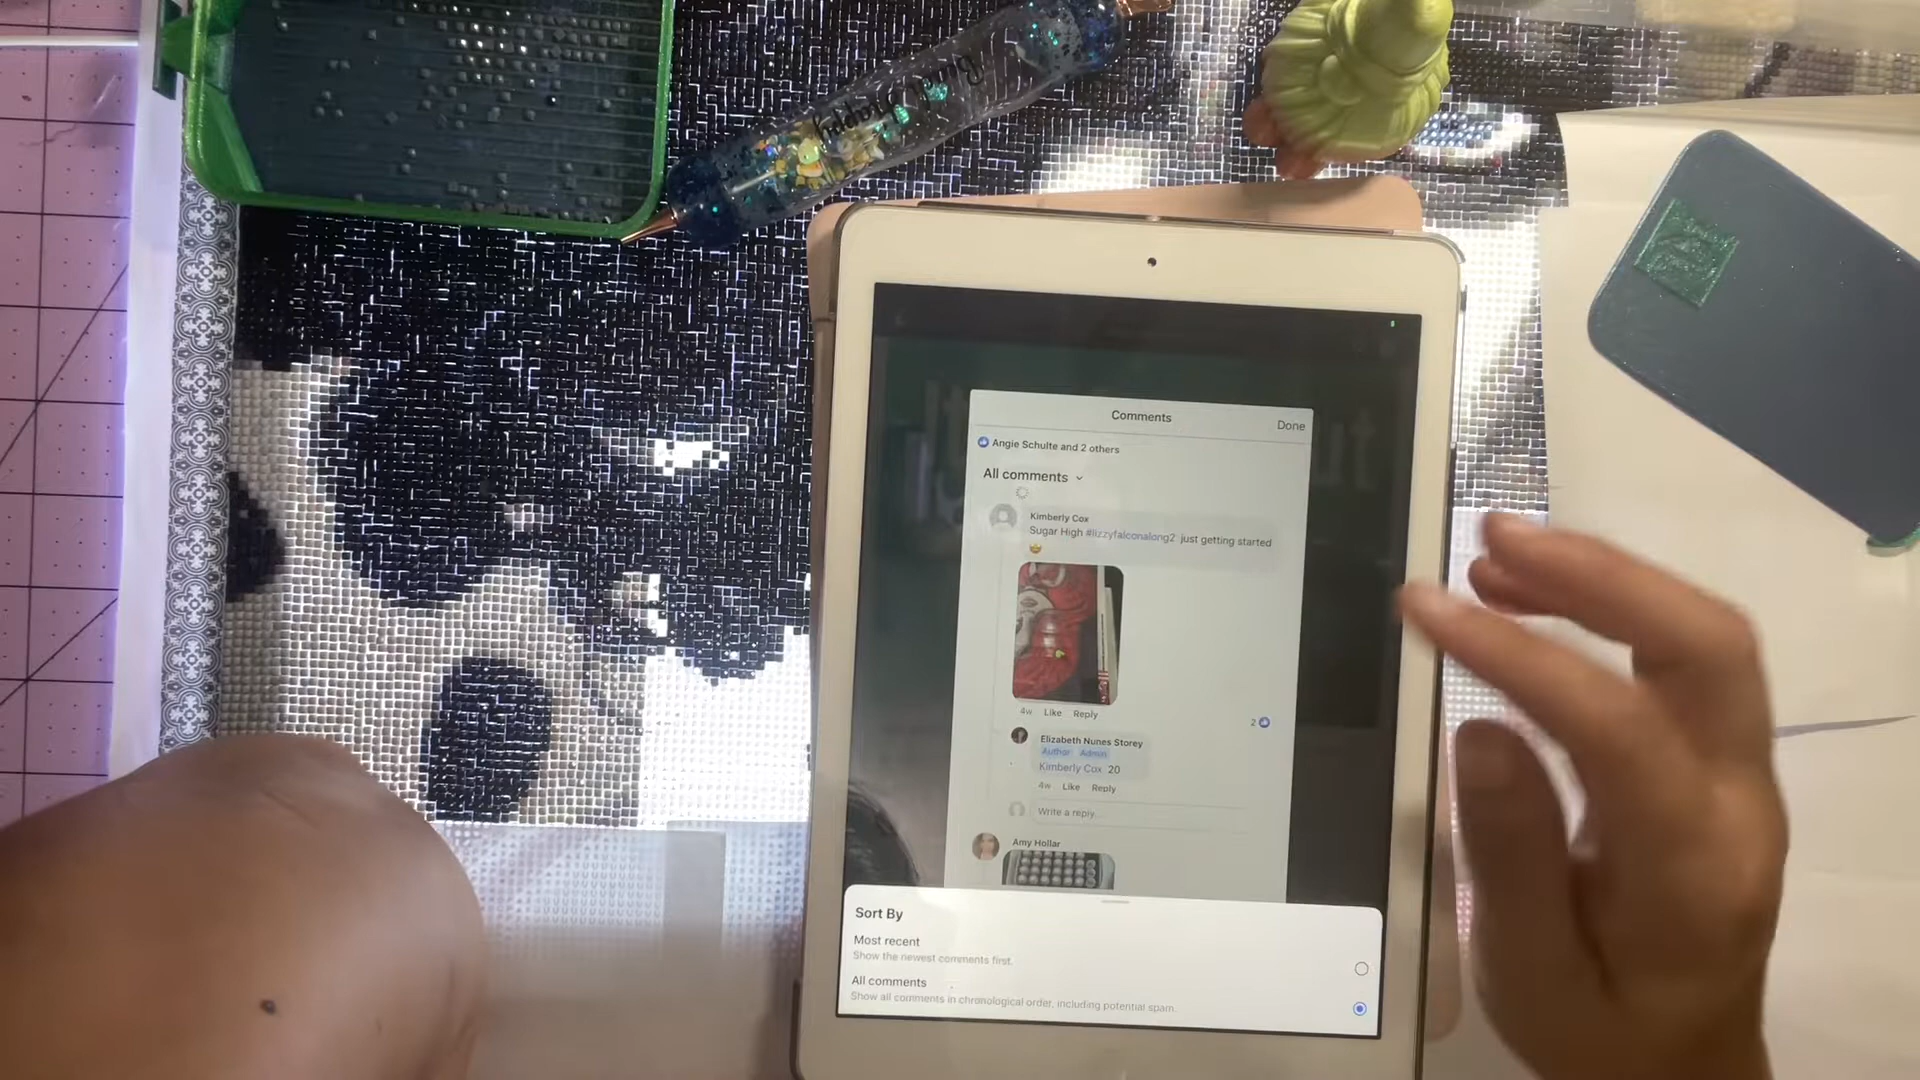 Comments
Done
Angie Schulte and 2 others
All comments
Kimberly Cox
Sugar High #lizzyfalconalong2 just getting started
4w Like Reply
2
Elizabeth Nunes Storey
Author Admin
Kimberly Cox 20
4w Like Reply
Write a reply...
Amy Hollar
Sort By
Most recent
Show the newest comments first.
All comments
Show all comments in chronological order, including potential spam.